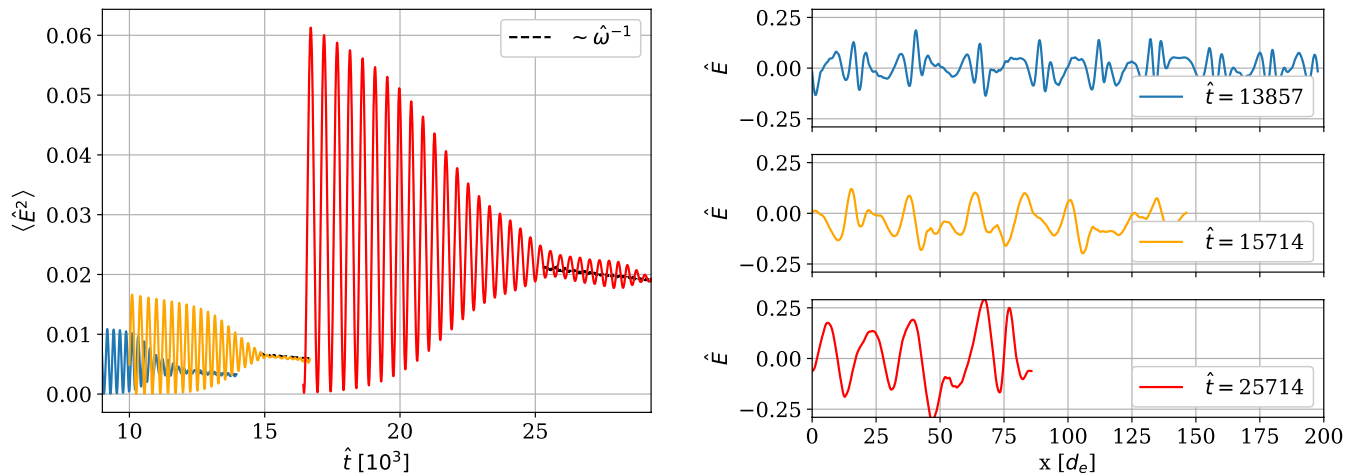 0.06
0.05
0.04
0.03
0.02
0.01
0.00
⟨Ê²⟩
10 15 20 25
t̂ [10³]
∼ ω̂⁻¹
0.25
0.00
−0.25
Ê
t̂ = 13857
0.25
0.00
−0.25
Ê
t̂ = 15714
0.25
0.00
−0.25
Ê
t̂ = 25714
0 25 50 75 100 125 150 175 200
x [dₑ]